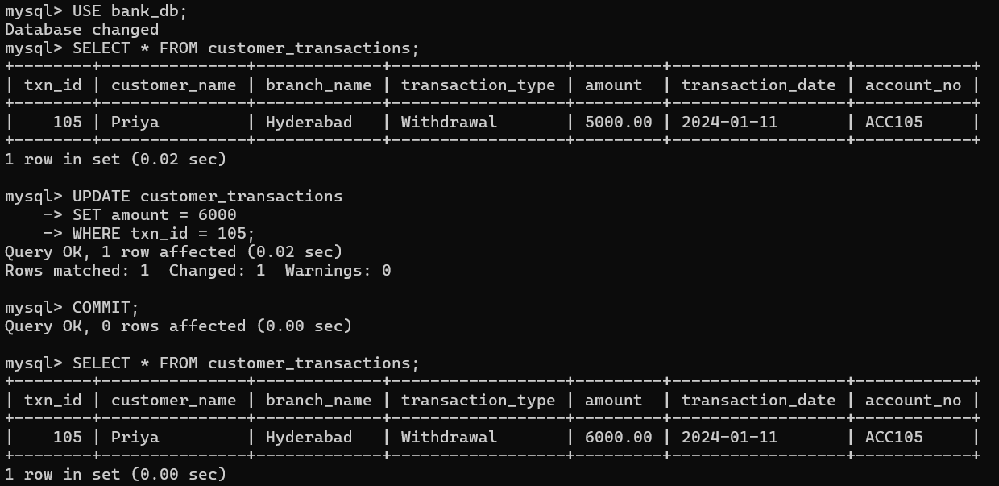 mysql> USE bank_db;
Database changed
mysql> SELECT * FROM customer_transactions;
+--------+---------------+-------------+------------------+---------+------------------+------------+
| txn_id | customer_name | branch_name | transaction_type | amount  | transaction_date | account_no |
+--------+---------------+-------------+------------------+---------+------------------+------------+
|    105 | Priya         | Hyderabad   | Withdrawal       | 5000.00 | 2024-01-11       | ACC105     |
+--------+---------------+-------------+------------------+---------+------------------+------------+
1 row in set (0.02 sec)

mysql> UPDATE customer_transactions
    -> SET amount = 6000
    -> WHERE txn_id = 105;
Query OK, 1 row affected (0.02 sec)
Rows matched: 1  Changed: 1  Warnings: 0

mysql> COMMIT;
Query OK, 0 rows affected (0.00 sec)

mysql> SELECT * FROM customer_transactions;
+--------+---------------+-------------+------------------+---------+------------------+------------+
| txn_id | customer_name | branch_name | transaction_type | amount  | transaction_date | account_no |
+--------+---------------+-------------+------------------+---------+------------------+------------+
|    105 | Priya         | Hyderabad   | Withdrawal       | 6000.00 | 2024-01-11       | ACC105     |
+--------+---------------+-------------+------------------+---------+------------------+------------+
1 row in set (0.00 sec)